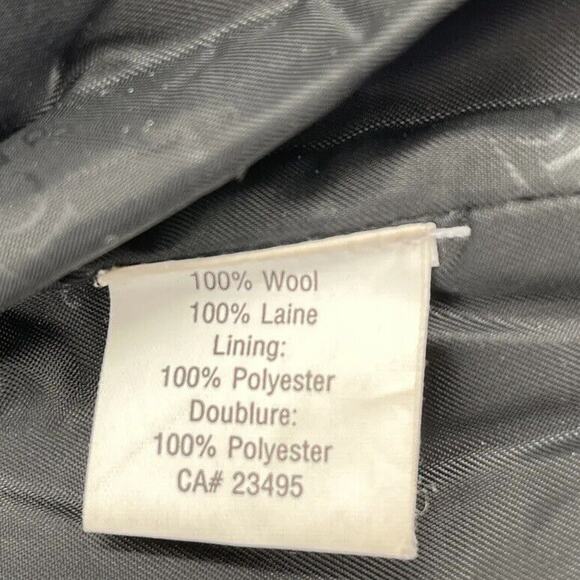 100% Wool
100% Laine
Lining:
100% Polyester
Doublure:
100% Polyester
CA# 23495